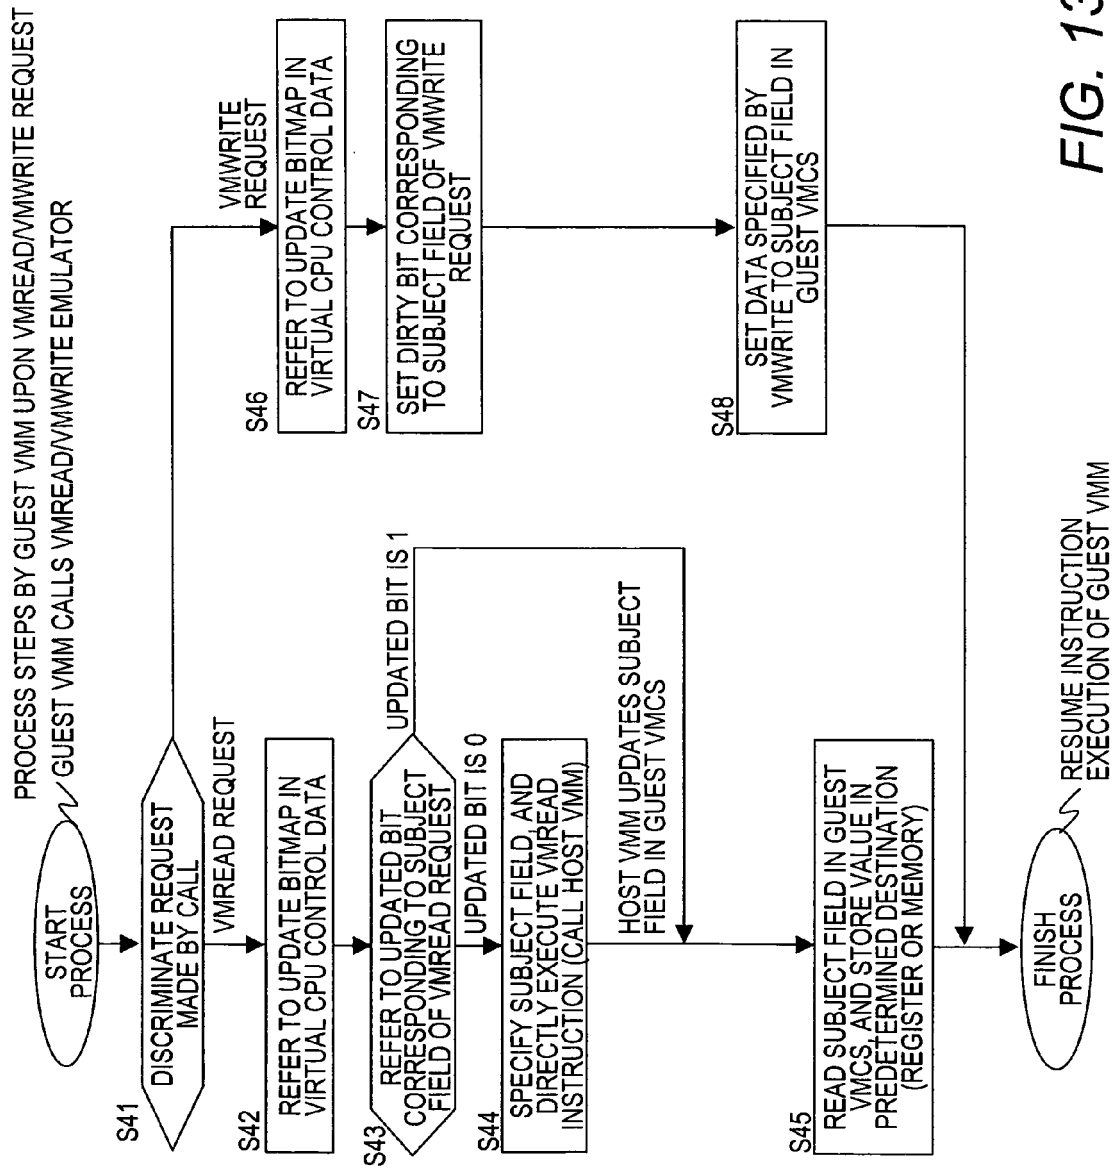 PROCESS STEPS BY GUEST VMM UPON VMREAD/VMWRITE REQUEST
START
PROCESS
GUEST VMM CALLS VMREAD/VMWRITE EMULATOR
S41
DISCRIMINATE REQUEST
MADE BY CALL
VMREAD REQUEST
VMWRITE
REQUEST
S42
REFER TO UPDATE BITMAP IN
VIRTUAL CPU CONTROL DATA
S43
REFER TO UPDATED BIT
CORRESPONDING TO SUBJECT
FIELD OF VMREAD REQUEST
UPDATED BIT IS 1
UPDATED BIT IS 0
S44
SPECIFY SUBJECT FIELD, AND
DIRECTLY EXECUTE VMREAD
INSTRUCTION (CALL HOST VMM)
HOST VMM UPDATES SUBJECT
FIELD IN GUEST VMCS
S45
READ SUBJECT FIELD IN GUEST
VMCS, AND STORE VALUE IN
PREDETERMINED DESTINATION
(REGISTER OR MEMORY)
S46
REFER TO UPDATE BITMAP IN
VIRTUAL CPU CONTROL DATA
S47
SET DIRTY BIT CORRESPONDING
TO SUBJECT FIELD OF VMWRITE
REQUEST
S48
SET DATA SPECIFIED BY
VMWRITE TO SUBJECT FIELD IN
GUEST VMCS
FINISH
PROCESS
RESUME INSTRUCTION
EXECUTION OF GUEST VMM
FIG. 13